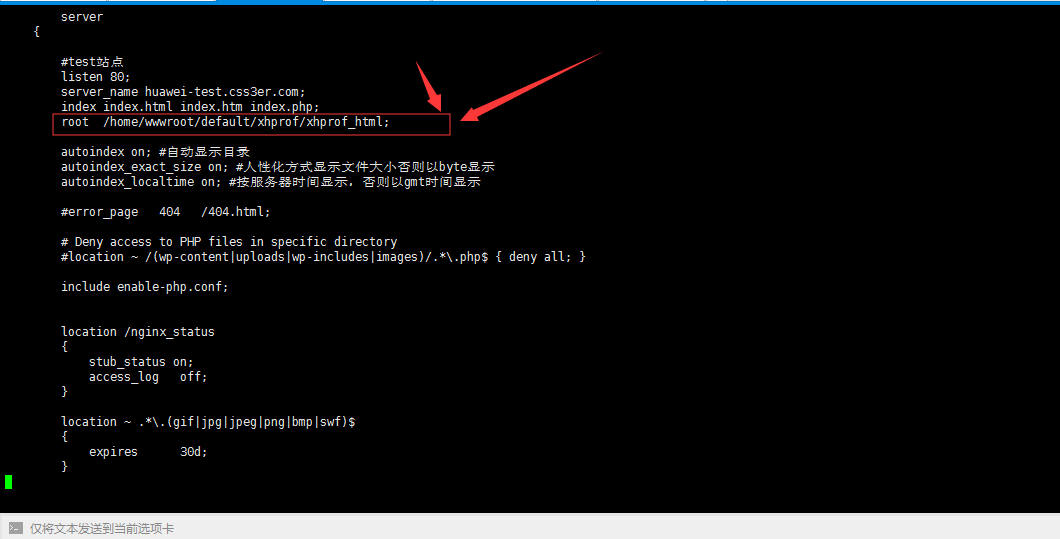 server
{
#test站点
listen 80;
server_name huawei-test.css3er.com;
index index.html index.htm index.php;
root  /home/wwwroot/default/xhprof/xhprof_html;
autoindex on; #自动显示目录
autoindex_exact_size on; #人性化方式显示文件大小否则以byte显示
autoindex_localtime on; #按服务器时间显示，否则以gmt时间显示
#error_page   404   /404.html;
# Deny access to PHP files in specific directory
#location ~ /(wp-content|uploads|wp-includes|images)/.*\.php$ { deny all; }
include enable-php.conf;
location /nginx_status
{
stub_status on;
access_log   off;
}
location ~ .*\.(gif|jpg|jpeg|png|bmp|swf)$
{
expires      30d;
}
仅将文本发送到当前选项卡